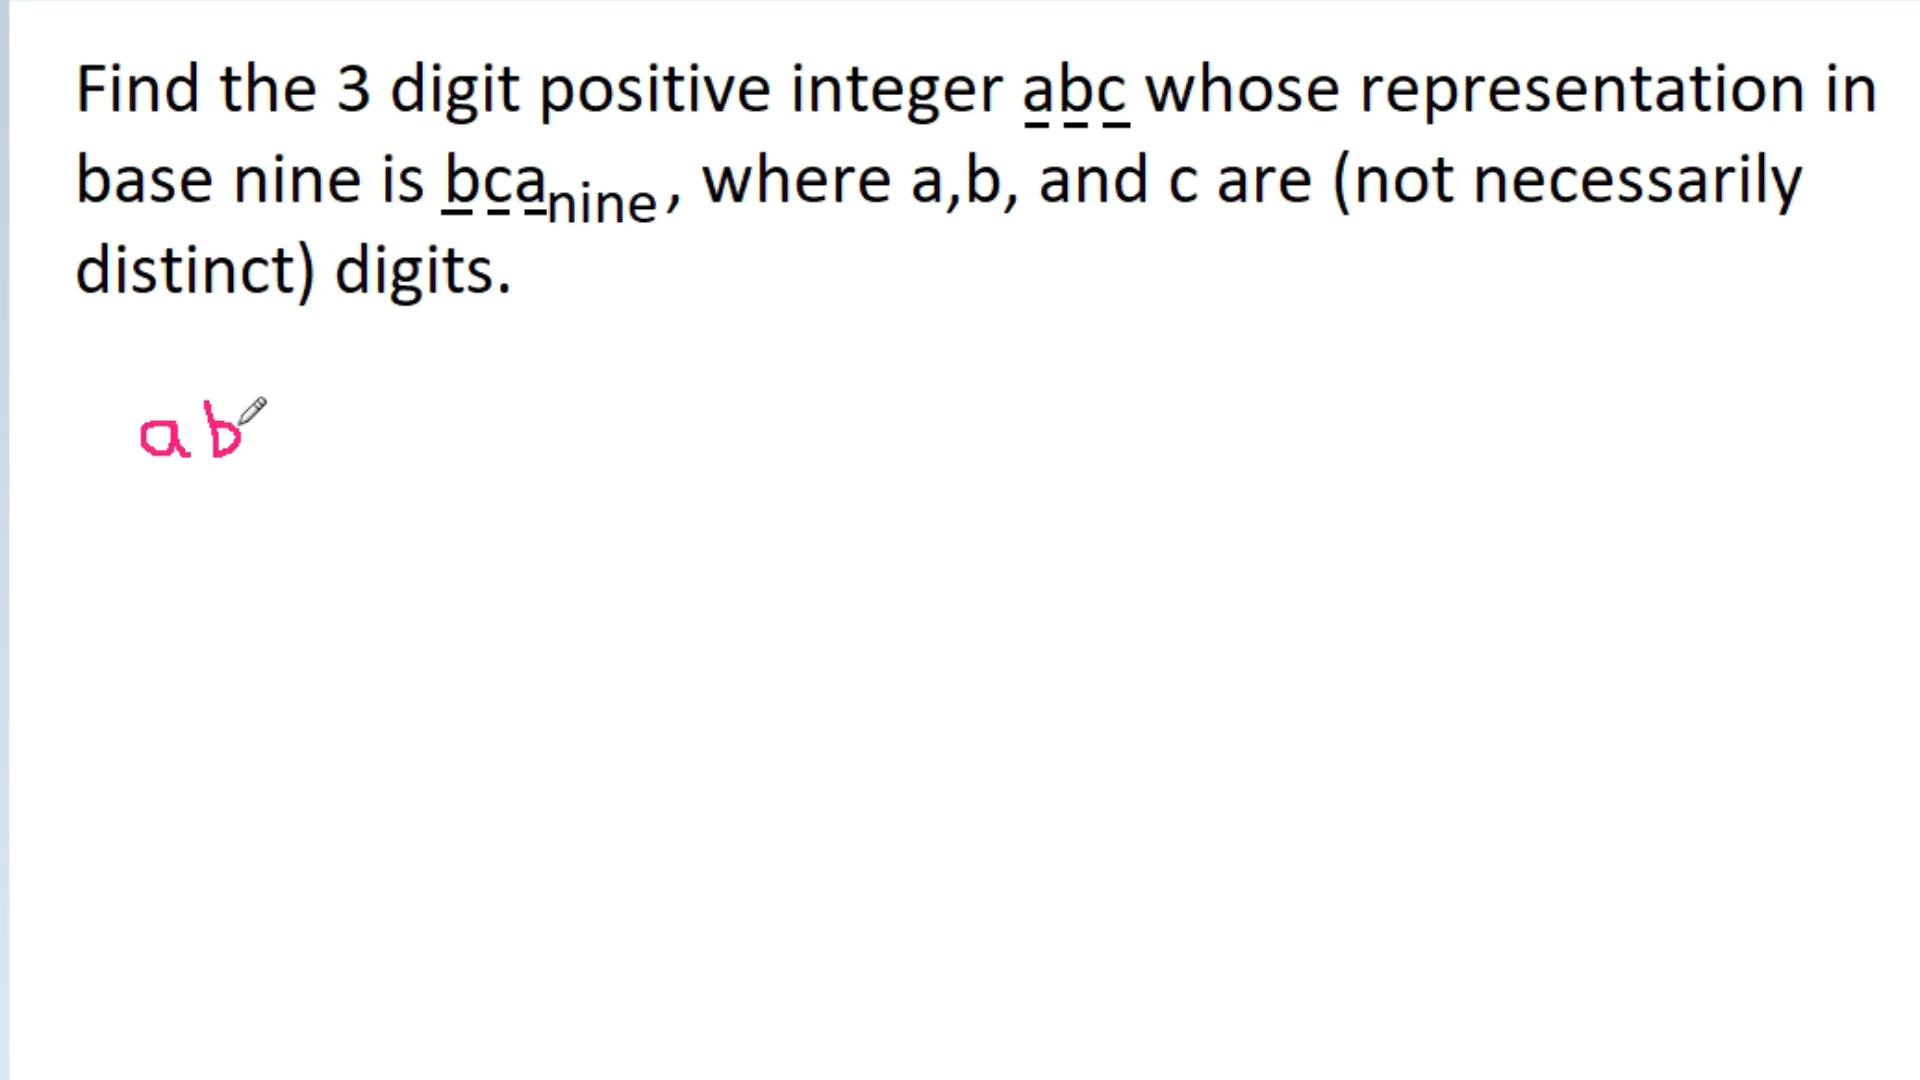 Find the 3 digit positive integer abc whose representation in
base nine is bcanine, where a,b, and c are (not necessarily
distinct) digits.
ab